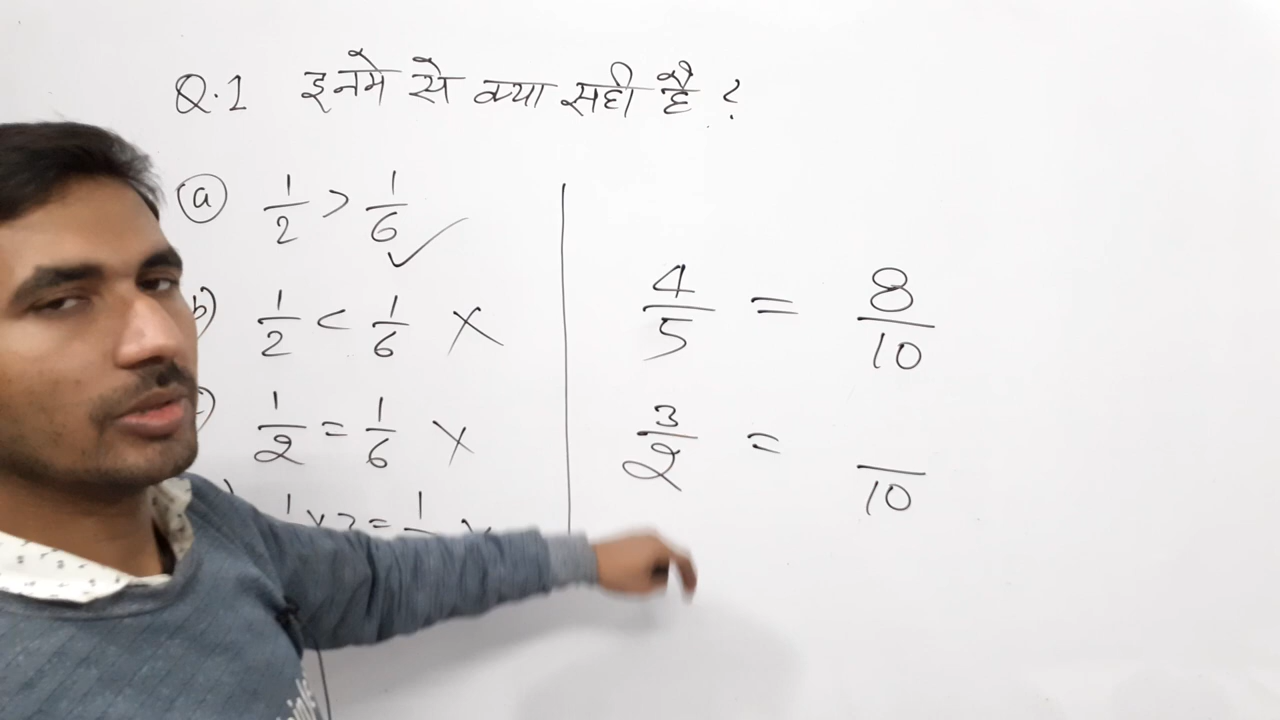 Q.1 इनमे से क्या सही है ?
(a) 1/2 > 1/6 ✓
b) 1/2 < 1/6 ×
1/2 = 1/6 ×
4/5 = 8/10
3/2 = /10